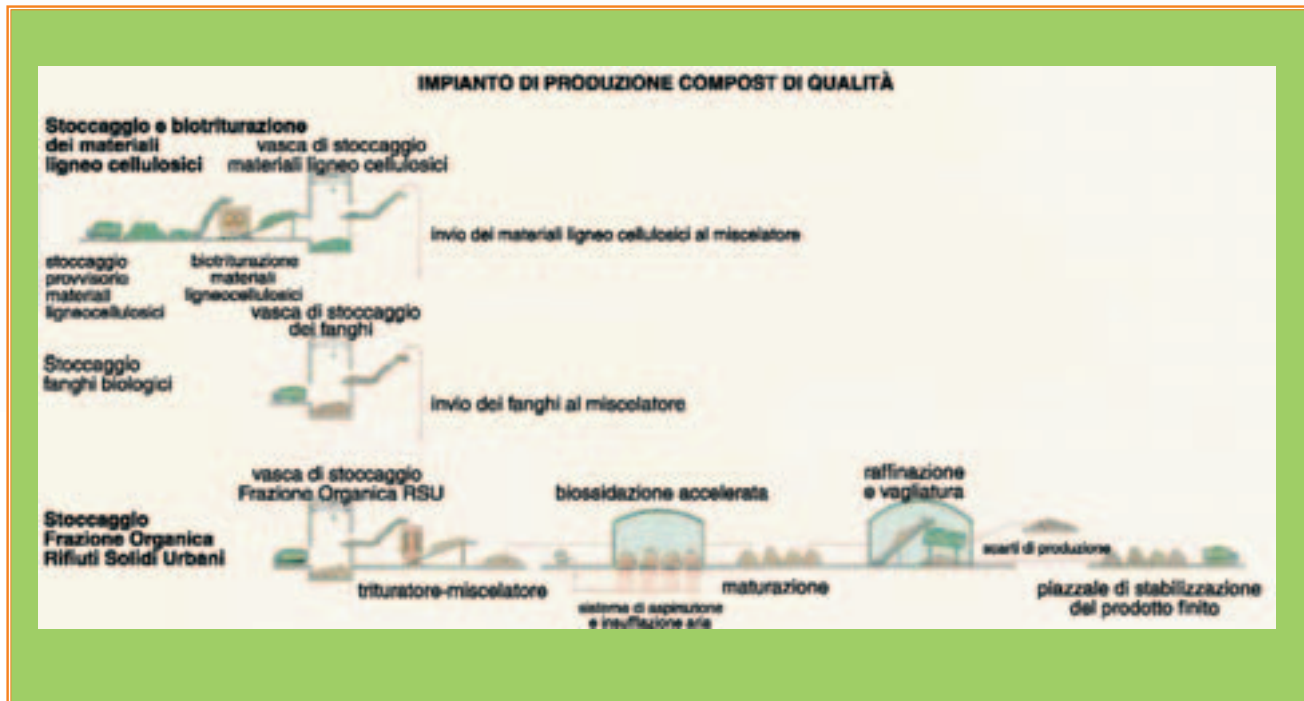 IMPIANTO DI PRODUZIONE COMPOST DI QUALITÀ
Stoccaggio e biotriturazione
dei materiali
ligneo cellulosici
vasca di stoccaggio
materiali ligneo cellulosici
invio dei materiali ligneo cellulosici al miscelatore
stoccaggio
provvisorio
materiali
ligneocellulosici
biotriturazione
materiali
ligneocellulosici
vasca di stoccaggio
dei fanghi
Stoccaggio
fanghi biologici
invio dei fanghi al miscelatore
vasca di stoccaggio
Frazione Organica RSU
biossidazione accelerata
raffinazione
e vagliatura
Stoccaggio
Frazione Organica
Rifiuti Solidi Urbani
scarti di produzione
trituratore-miscelatore
maturazione
piazzale di stabilizzazione
del prodotto finito
sistema di aspirazione
e insufflazione aria